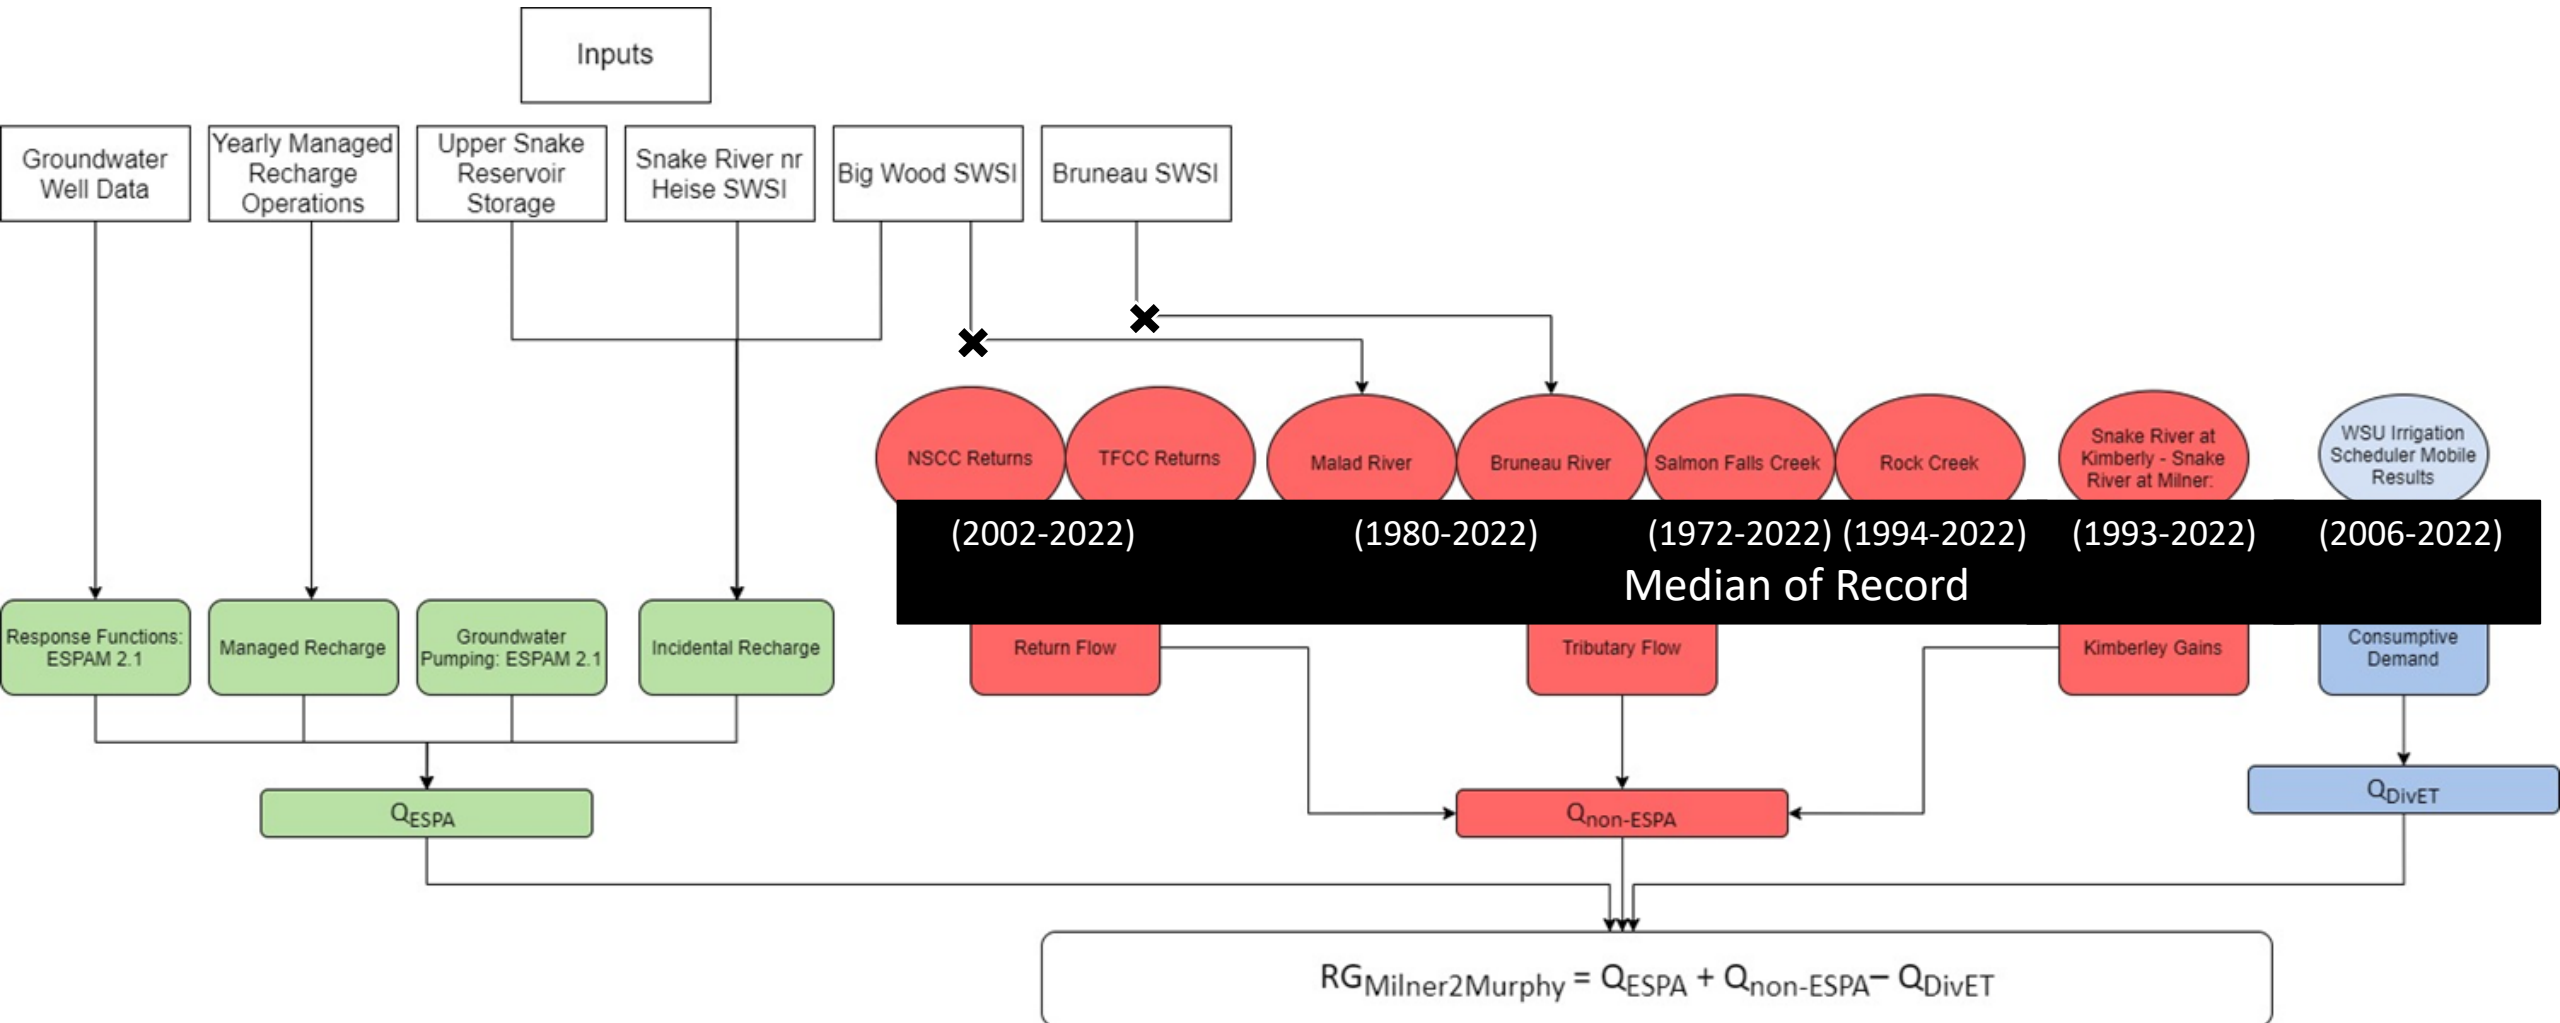 Inputs
Groundwater
Well Data
Yearly Managed
Recharge
Operations
Upper Snake
Reservoir
Storage
Snake River nr
Heise SWSI
Big Wood SWSI
Bruneau SWSI
NSCC Returns
TFCC Returns
Malad River
Bruneau River
Salmon Falls Creek
Rock Creek
Snake River at
Kimberly - Snake
River at Milner:
WSU Irrigation
Scheduler Mobile
Results
(2002-2022)
(1980-2022)
(1972-2022)
(1994-2022)
(1993-2022)
(2006-2022)
Median of Record
Response Functions:
ESPAM 2.1
Managed Recharge
Groundwater
Pumping: ESPAM 2.1
Incidental Recharge
Return Flow
Tributary Flow
Kimberley Gains
Consumptive
Demand
QESPA
Qnon-ESPA
QDivET
RGMilner2Murphy = QESPA + Qnon-ESPA– QDivET